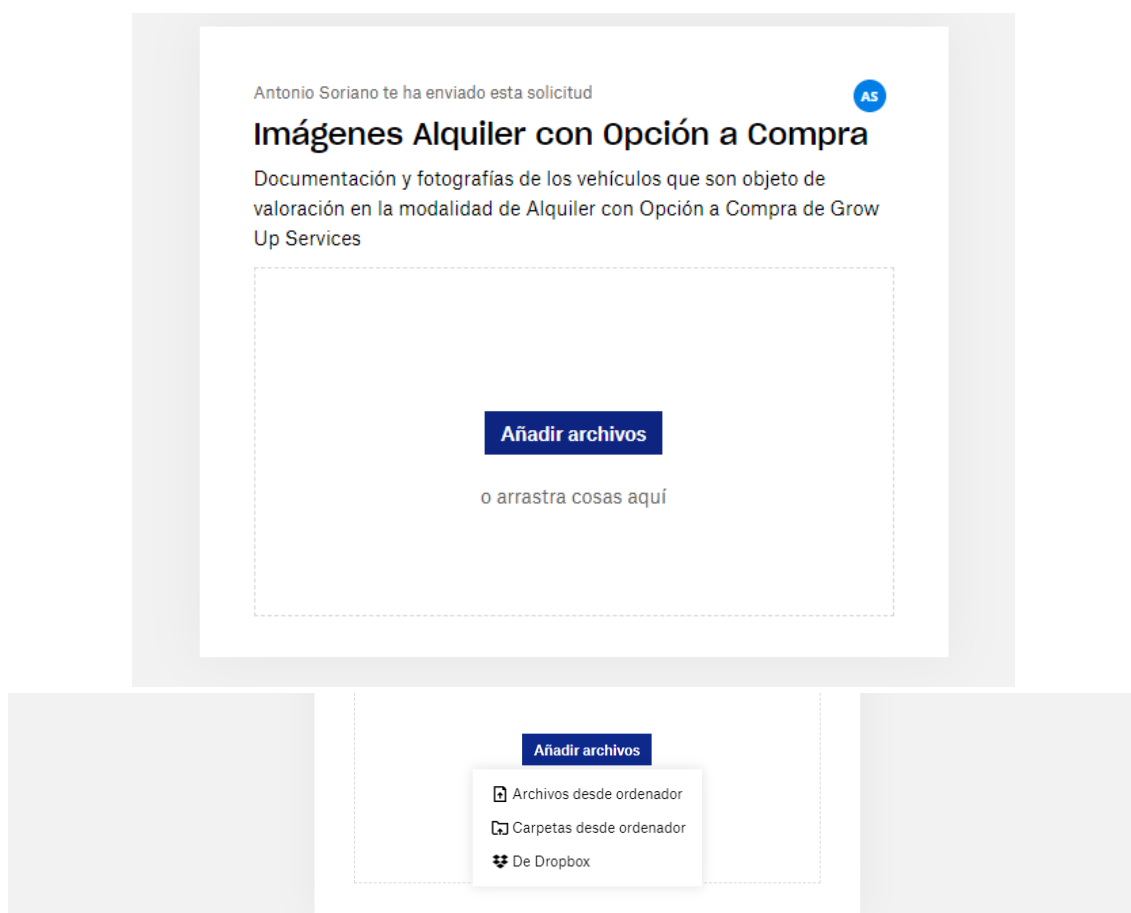 Antonio Soriano te ha enviado esta solicitud
AS
Imágenes Alquiler con Opción a Compra
Documentación y fotografías de los vehículos que son objeto de
valoración en la modalidad de Alquiler con Opción a Compra de Grow
Up Services
Añadir archivos
o arrastra cosas aquí
Añadir archivos
Archivos desde ordenador
Carpetas desde ordenador
De Dropbox